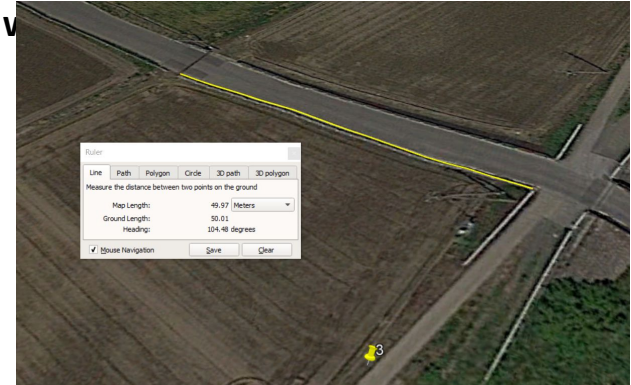 V
Ruler
Line Path Polygon Circle 3D path 3D polygon
Measure the distance between two points on the ground
Map Length: 49.97 Meters
Ground Length: 50.01
Heading: 104.48 degrees
Mouse Navigation Save Clear
3